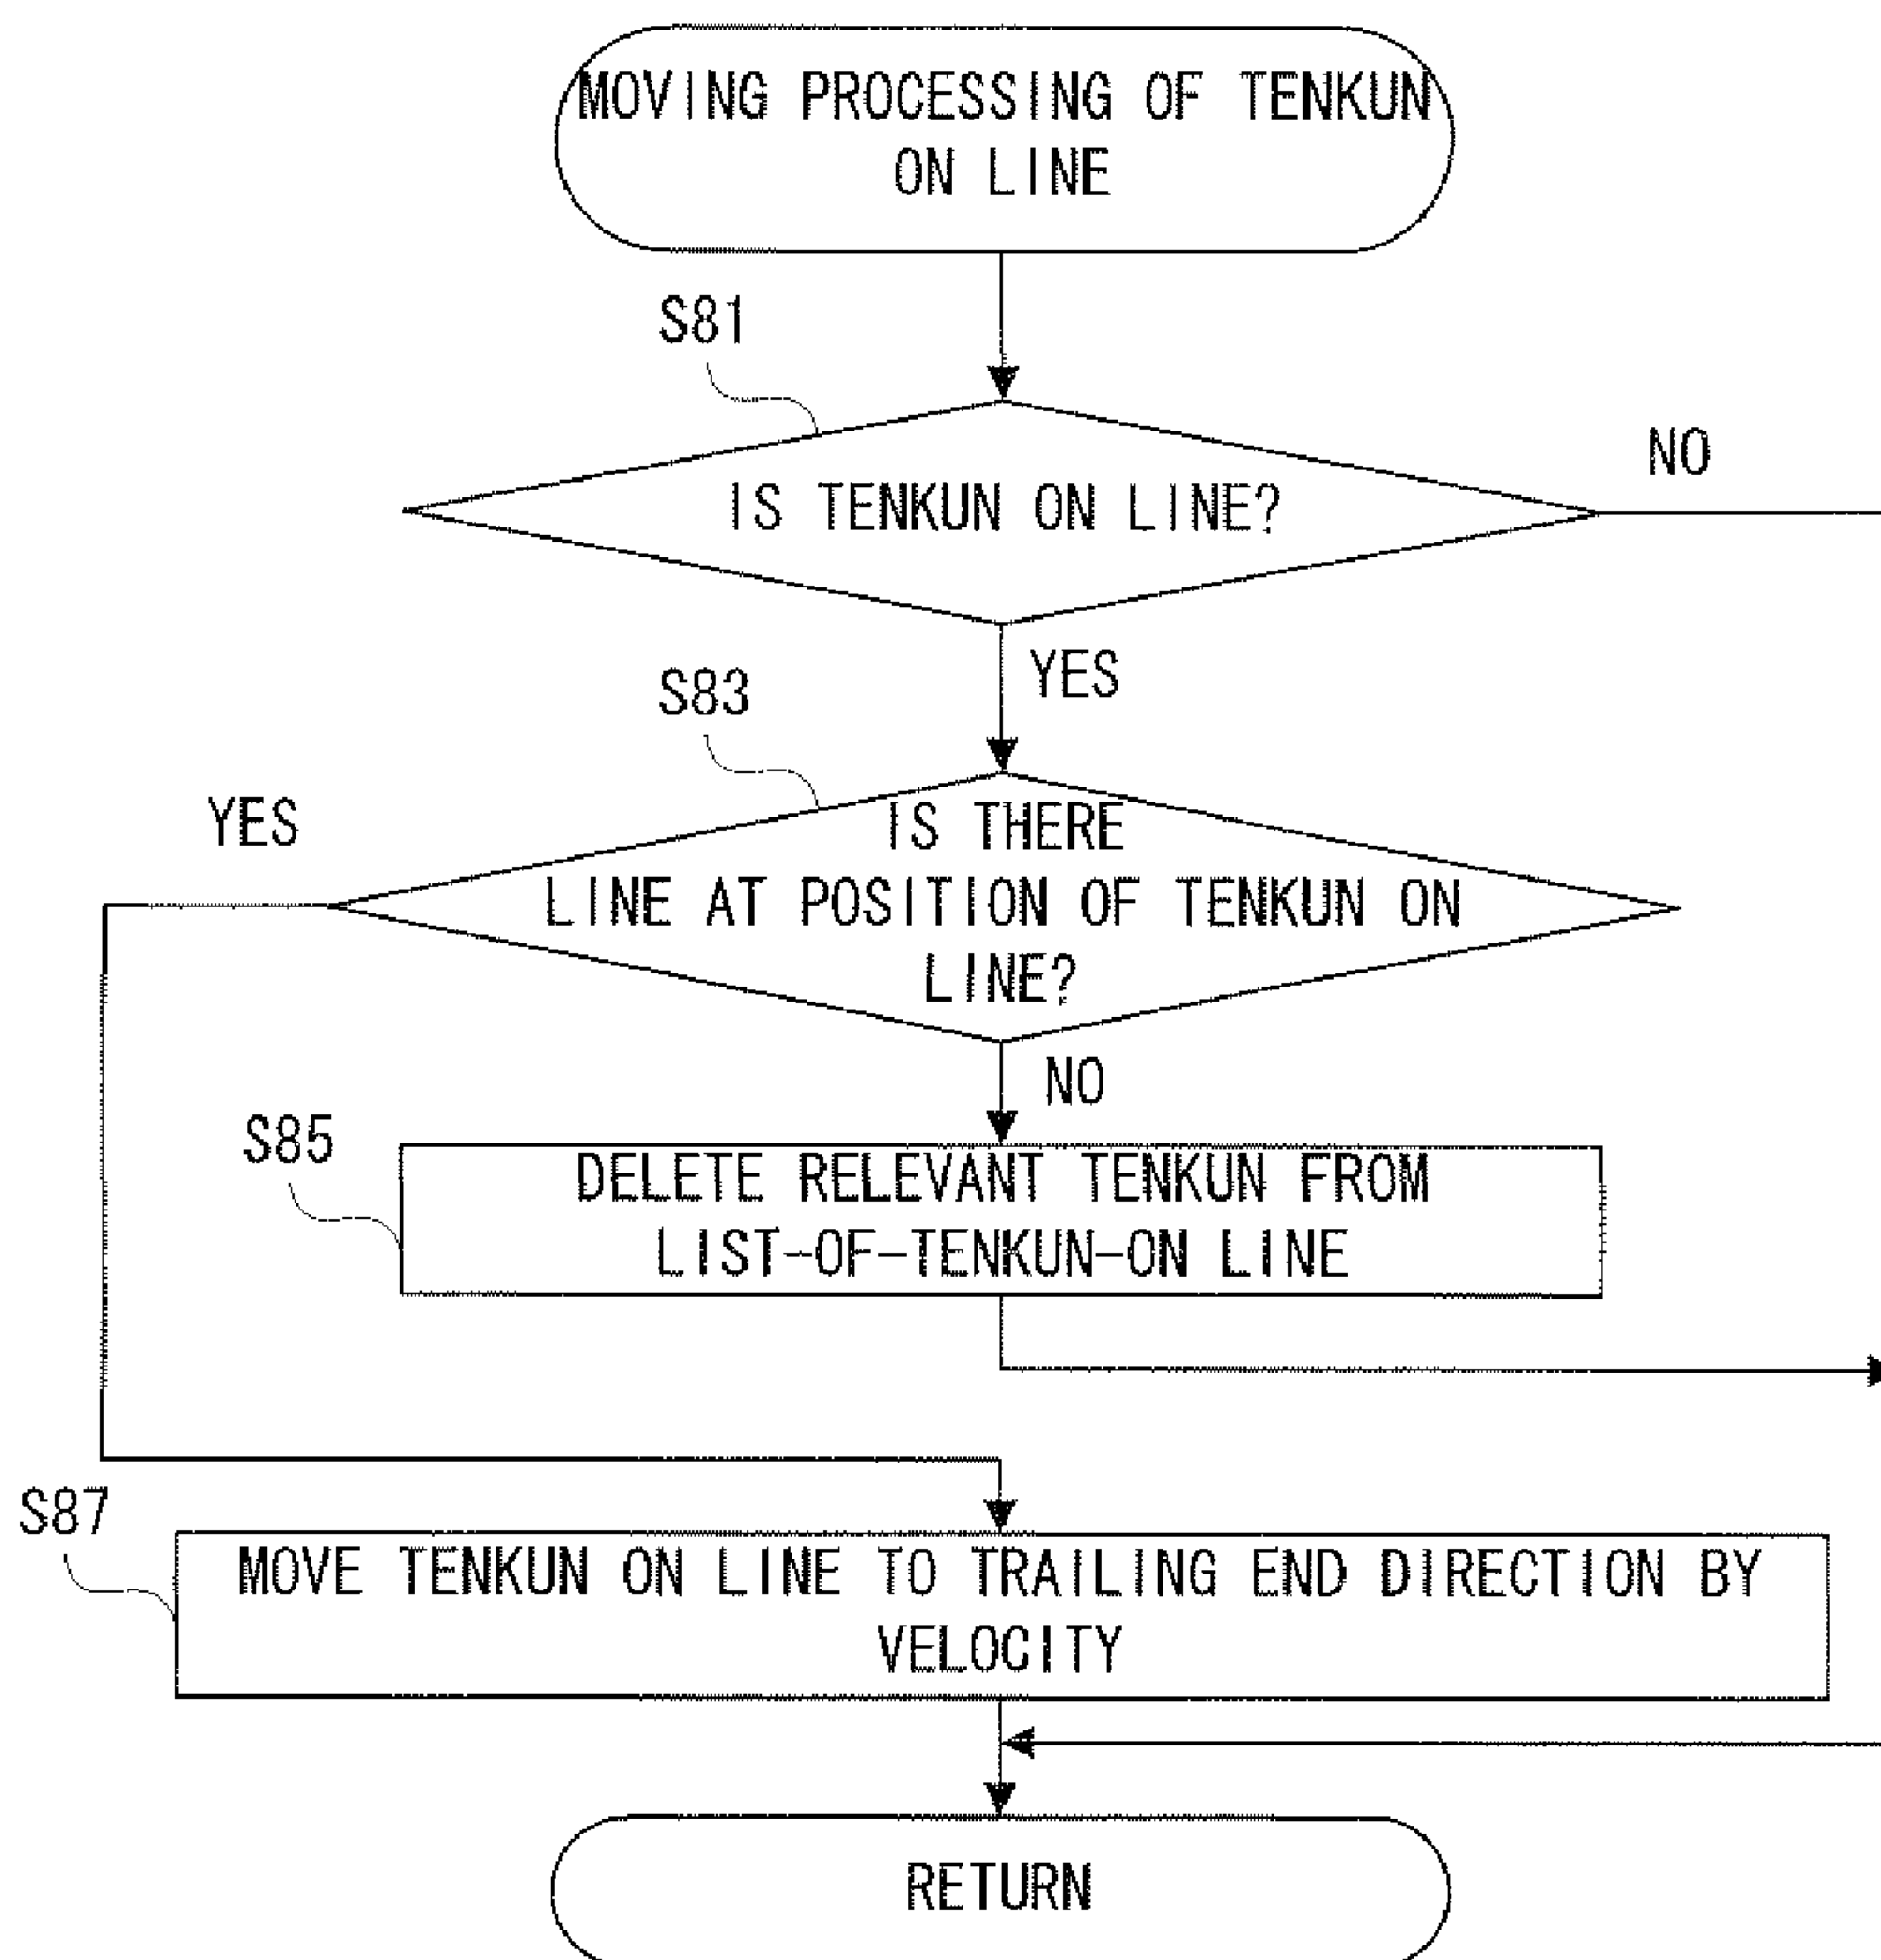 MOVING PROCESSING OF TENKUN
ON LINE
S81
NO
IS TENKUN ON LINE?
YES
S83
YES
IS THERE
LINE AT POSITION OF TENKUN ON
LINE?
NO
S85
DELETE RELEVANT TENKUN FROM
LIST-OF-TENKUN-ON LINE
S87
MOVE TENKUN ON LINE TO TRAILING END DIRECTION BY
VELOCITY
RETURN